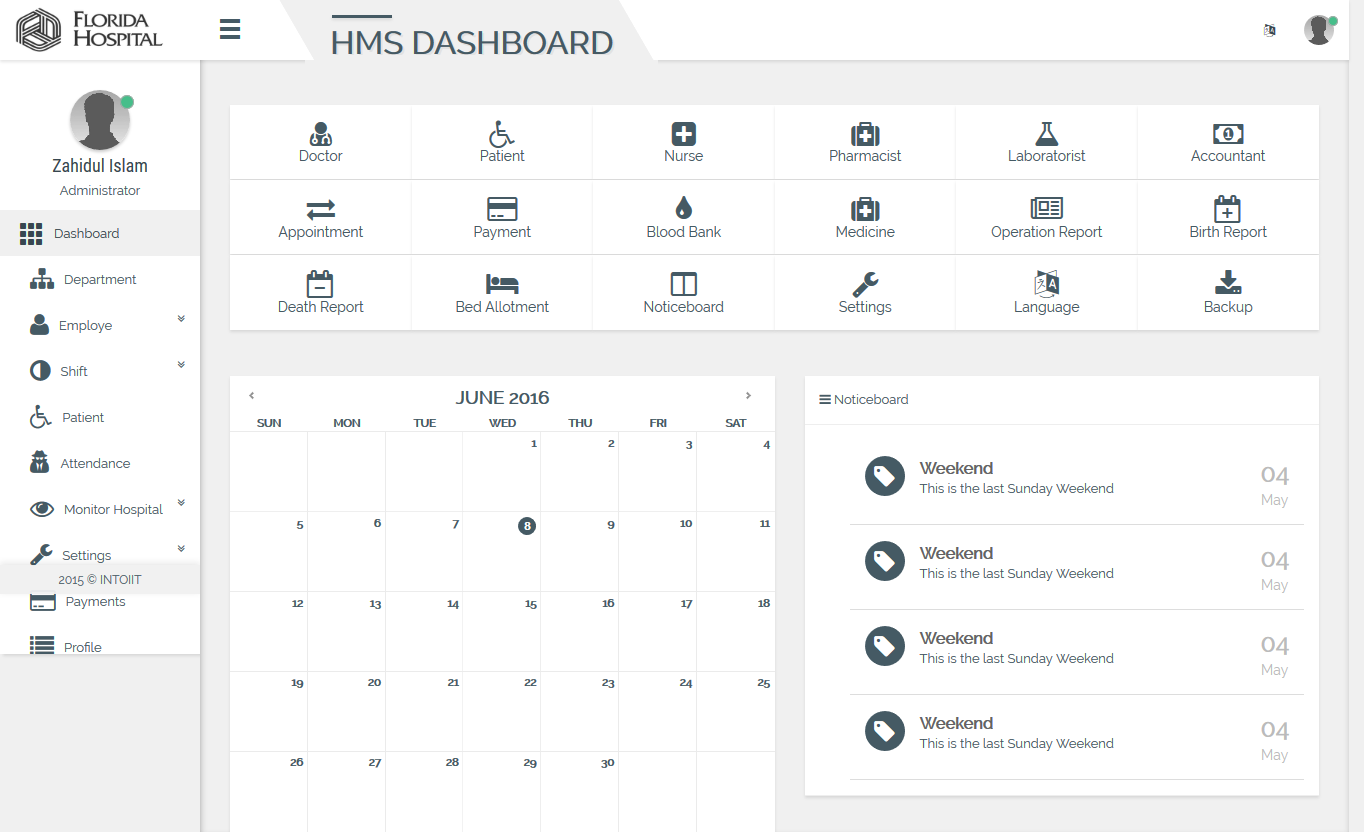 FLORIDA
HOSPITAL
HMS DASHBOARD
Zahidul Islam
Administrator
Dashboard
Department
Employe
Shift
Patient
Attendance
Monitor Hospital
Settings
2015 © INTOIIT
Payments
Profile
Doctor Patient Nurse Pharmacist Laboratorist Accountant
Appointment Payment Blood Bank Medicine Operation Report Birth Report
Death Report Bed Allotment Noticeboard Settings Language Backup
‹ JUNE 2016 ›
SUN MON TUE WED THU FRI SAT
1 2 3 4
5 6 7 8 9 10 11
12 13 14 15 16 17 18
19 20 21 22 23 24 25
26 27 28 29 30
Noticeboard
Weekend
This is the last Sunday Weekend
04
May
Weekend
This is the last Sunday Weekend
04
May
Weekend
This is the last Sunday Weekend
04
May
Weekend
This is the last Sunday Weekend
04
May